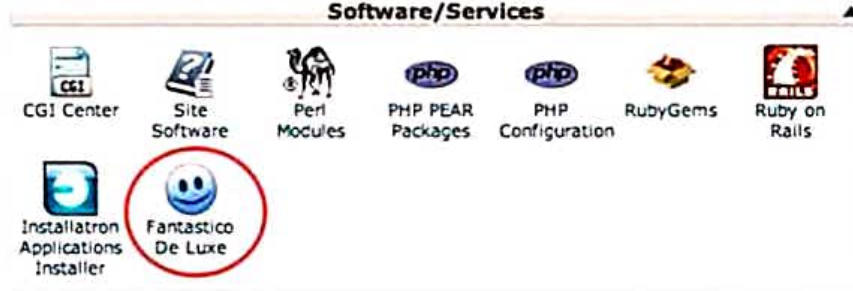 Software/Services
CGI
CGI Center
Site
Software
Perl
Modules
php
PHP PEAR
Packages
php
PHP
Configuration
RubyGems
RAILS
Ruby on
Rails
Installatron
Applications
Installer
Fantastico
De Luxe